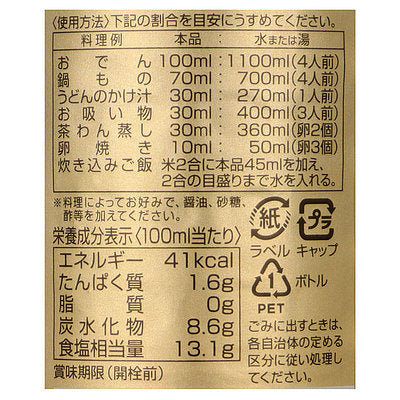 〈使用方法〉下記の割合を目安にうすめてください。
料理例 本品 : 水または湯
おでん 100ml : 1100ml(4人前)
鍋もの 70ml : 700ml(4人前)
うどんのかけ汁 30ml : 270ml(1人前)
お吸い物 30ml : 400ml(3人前)
茶わん蒸し 30ml : 360ml(卵2個)
卵焼き 10ml : 50ml(卵3個)
炊き込みご飯 米2合に本品45mlを加え、
2合の目盛りまで水を入れる。
※料理によってお好みで、醤油、砂糖、
酢等を加えてください。
栄養成分表示〈100ml当たり〉
エネルギー 41kcal
たんぱく質 1.6g
脂質 0g
炭水化物 8.6g
食塩相当量 13.1g
賞味期限(開栓前)
紙 プラ
ラベル キャップ
1 ボトル
PET
ごみに出すときは、
各自治体の定める
区分に従い処理し
てください。